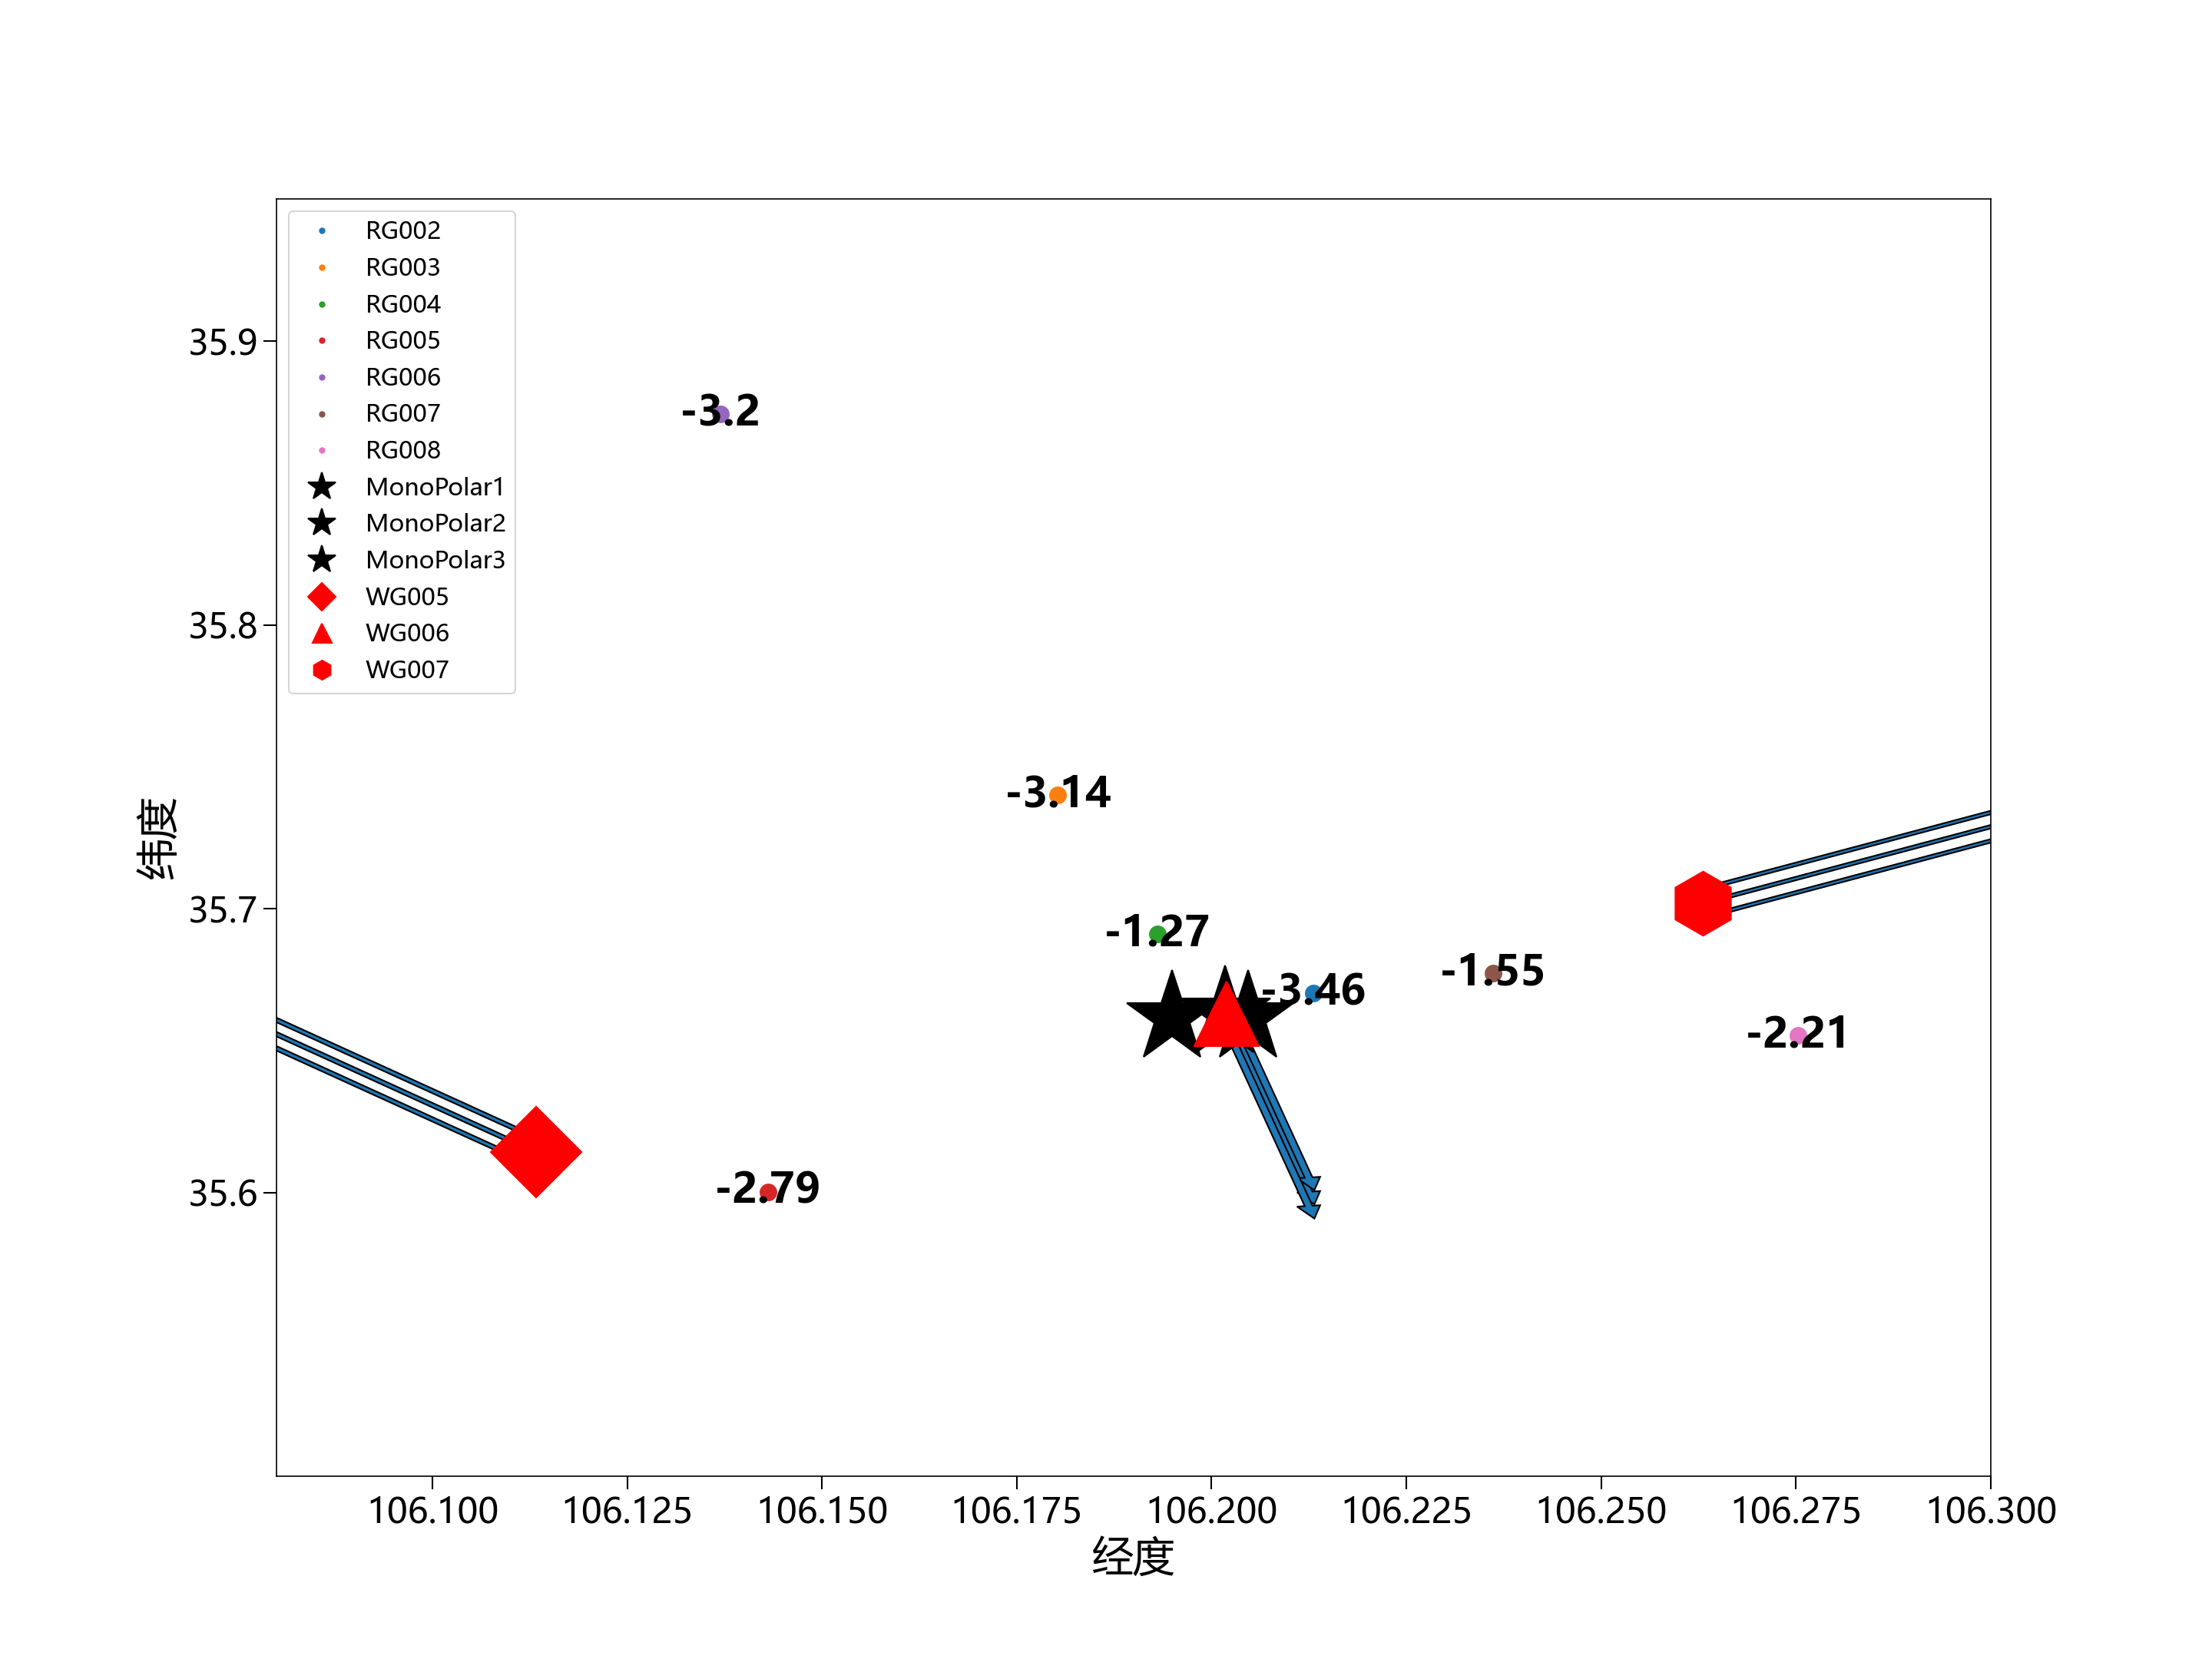 RG002
RG003
RG004
RG005
RG006
RG007
RG008
MonoPolar1
MonoPolar2
MonoPolar3
WG005
WG006
WG007
35.9
35.8
35.7
35.6
纬度
-3.2
-3.14
-1.27
-3.46
-1.55
-2.21
-2.79
106.100
106.125
106.150
106.175
106.200
106.225
106.250
106.275
106.300
经度